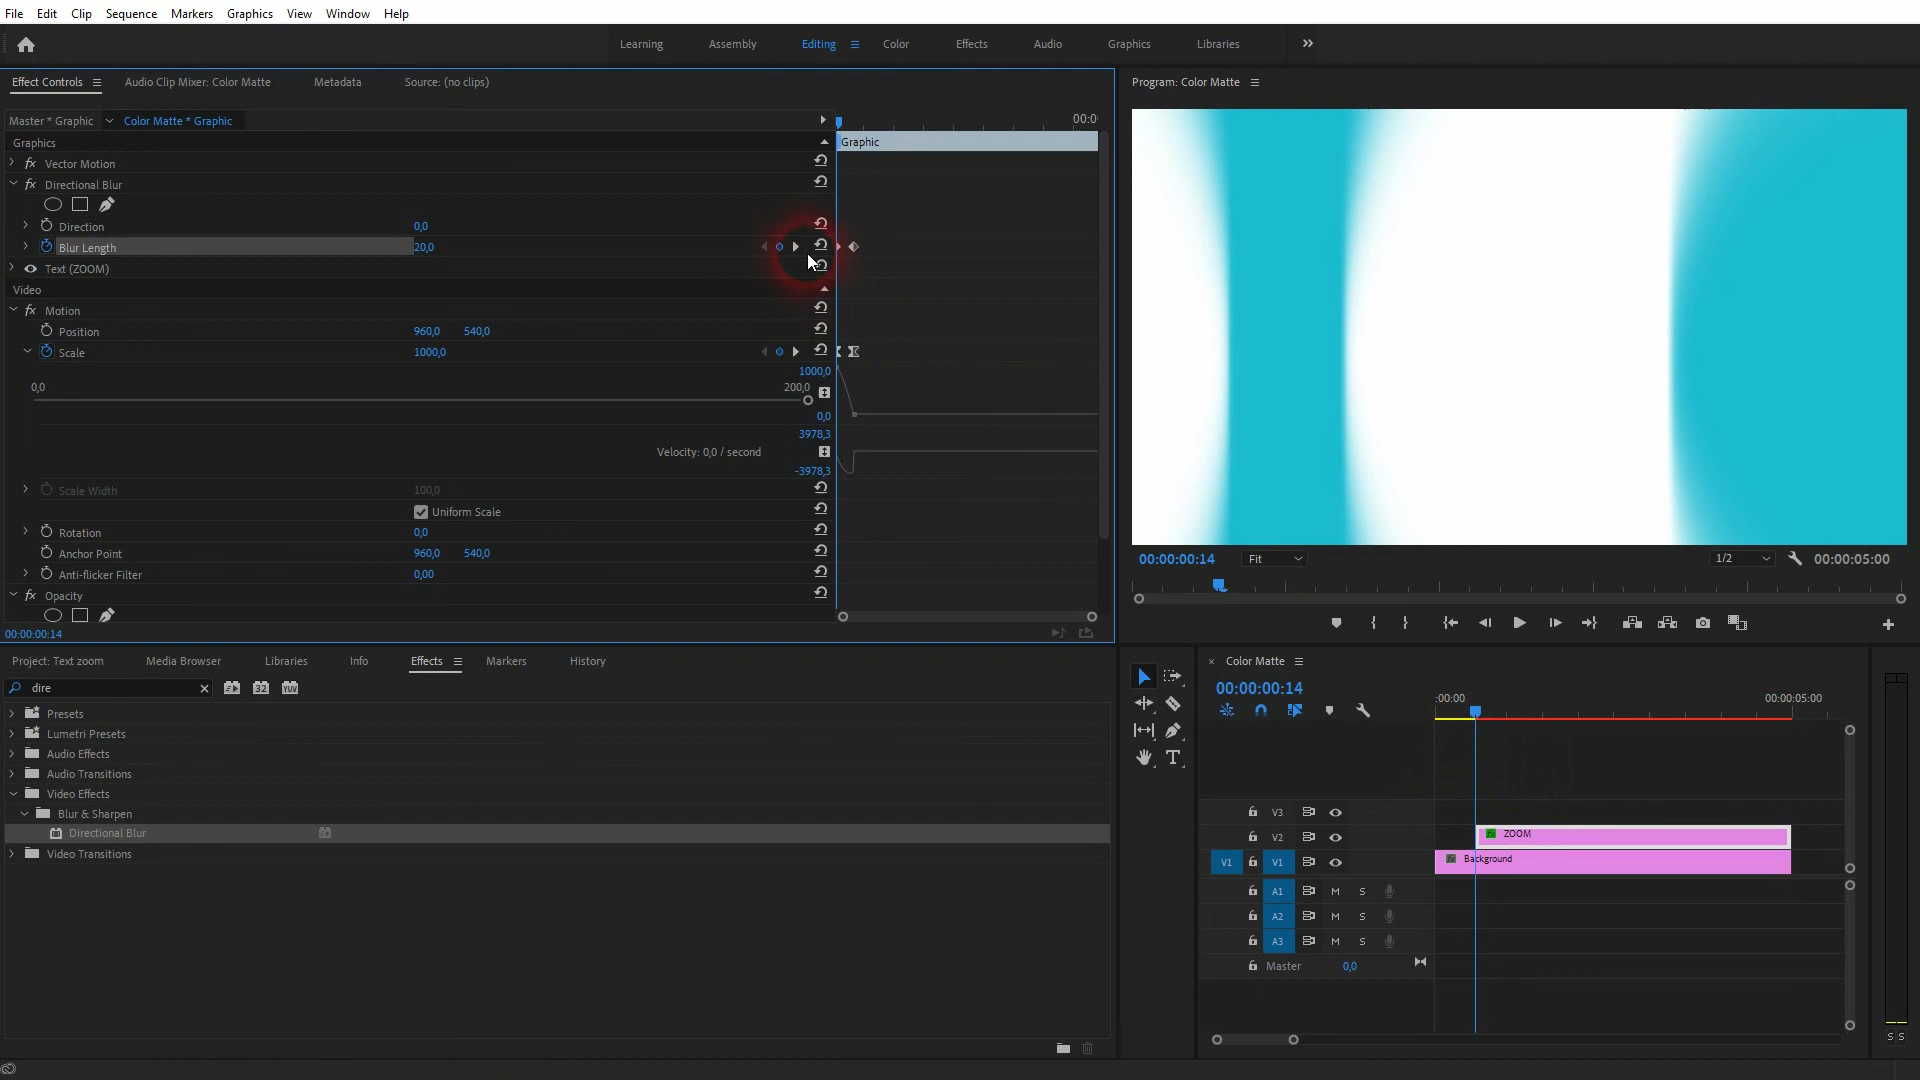 File Edit Clip Sequence Markers Graphics View Window Help
Learning Assembly Editing Color Effects Audio Graphics Libraries
Effect Controls Audio Clip Mixer: Color Matte Metadata Source: (no clips) Program: Color Matte
Master * Graphic Color Matte * Graphic 00:0
Graphics Graphic
fx Vector Motion
fx Directional Blur
Direction 0,0
Blur Length 20,0
Text (ZOOM)
Video
fx Motion
Position 960,0 540,0
Scale 1000,0
1000,0
0,0 200,0
0,0
3978,3
Velocity: 0,0 / second
-3978,3
Scale Width 100,0
Uniform Scale
Rotation 0,0
Anchor Point 960,0 540,0
Anti-flicker Filter 0,00
fx Opacity
00:00:00:14
00:00:00:14 Fit 1/2 00:00:05:00
Project: Text zoom Media Browser Libraries Info Effects Markers History
dire 32 YUV
Presets
Lumetri Presets
Audio Effects
Audio Transitions
Video Effects
Blur & Sharpen
Directional Blur
Video Transitions
T
× Color Matte
00:00:00:14 :00:00 00:00:05:00
V3
V2 fx ZOOM
V1 V1 fx Background
A1 M S
A2 M S
A3 M S
Master 0,0
S S